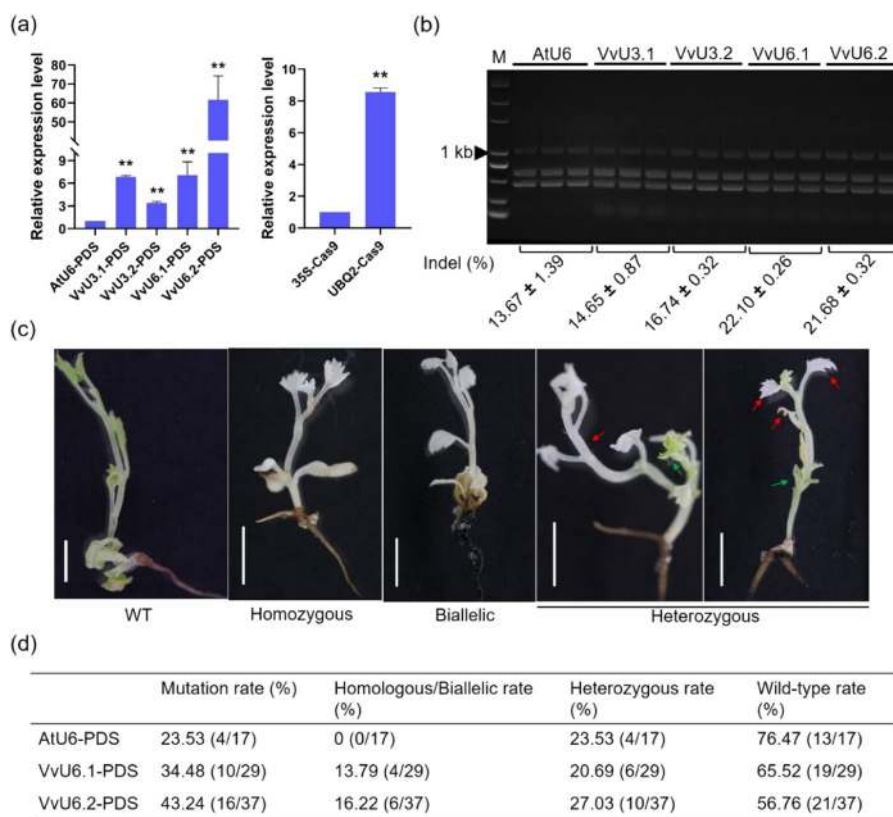 (a)
Relative expression level
80
70
60
50
40
9
6
3
0
**
**
**
**
AtU6-PDS
VvU3.1-PDS
VvU3.2-PDS
VvU6.1-PDS
VvU6.2-PDS
Relative expression level
10
8
6
4
2
0
**
35S-Cas9
UBQ2-Cas9
(b)
M AtU6 VvU3.1 VvU3.2 VvU6.1 VvU6.2
1 kb
Indel (%)
13.67 ± 1.39
14.65 ± 0.87
16.74 ± 0.32
22.10 ± 0.26
21.68 ± 0.32
(c)
WT Homozygous Biallelic Heterozygous
(d)
Mutation rate (%) Homologous/Biallelic rate Heterozygous rate Wild-type rate
(%) (%) (%)
AtU6-PDS 23.53 (4/17) 0 (0/17) 23.53 (4/17) 76.47 (13/17)
VvU6.1-PDS 34.48 (10/29) 13.79 (4/29) 20.69 (6/29) 65.52 (19/29)
VvU6.2-PDS 43.24 (16/37) 16.22 (6/37) 27.03 (10/37) 56.76 (21/37)